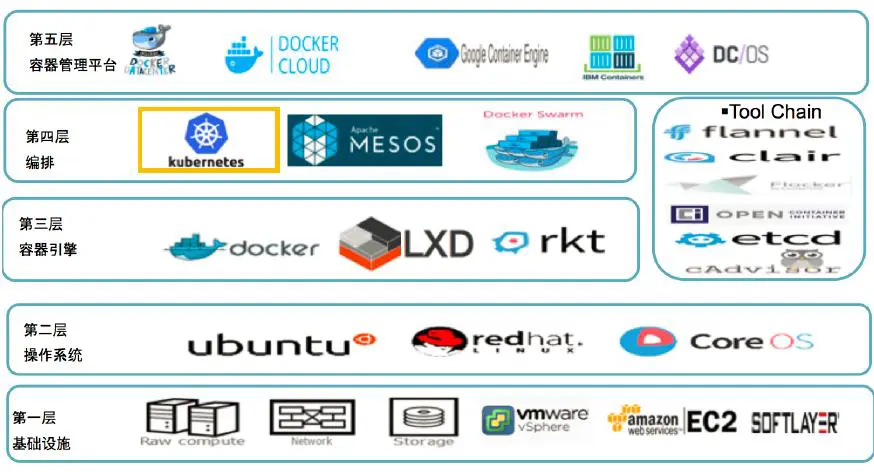 第五层
容器管理平台
DOCKER
DATACENTER
DOCKER
CLOUD
Google Container Engine
IBM Containers
DC/OS
第四层
编排
kubernetes
Apache
MESOS
Docker Swarm
▪Tool Chain
flannel
clair
Flocker
OPEN CONTAINER
INITIATIVE
etcd
cAdvisor
第三层
容器引擎
docker
LXD
rkt
第二层
操作系统
ubuntu
redhat.
LINUX
CoreOS
第一层
基础设施
Raw compute
Network
Storage
vmware
vSphere
amazon
web services
EC2
SOFTLAYER